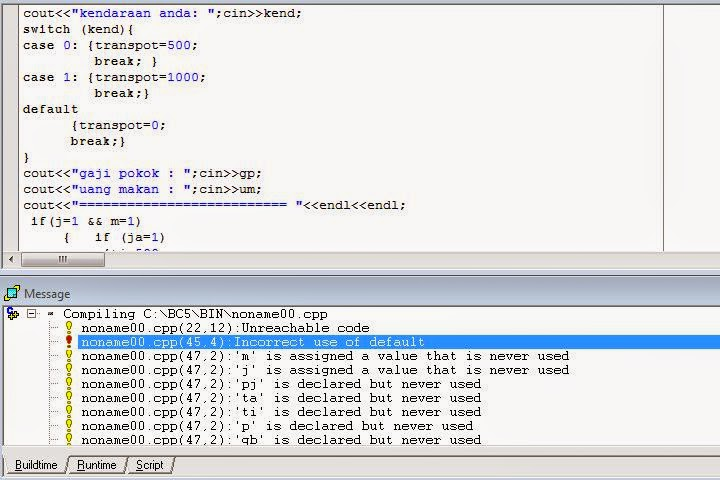 cout<<"kendaraan anda: ";cin>>kend;
switch (kend){
case 0: {transpot=500;
break; }
case 1: {transpot=1000;
break;}
default
{transpot=0;
break;}
}
cout<<"gaji pokok : ";cin>>gp;
cout<<"uang makan : ";cin>>um;
cout<<"=========================== "<<endl<<endl;
if(j=1 && m=1)
{ if (ja=1)
Message
Compiling C:\BC5\BIN\noname00.cpp
noname00.cpp(22,12):Unreachable code
noname00.cpp(45,4):Incorrect use of default
noname00.cpp(47,2):'m' is assigned a value that is never used
noname00.cpp(47,2):'j' is assigned a value that is never used
noname00.cpp(47,2):'pj' is declared but never used
noname00.cpp(47,2):'ta' is declared but never used
noname00.cpp(47,2):'ti' is declared but never used
noname00.cpp(47,2):'p' is declared but never used
noname00.cpp(47,2):'gb' is declared but never used
Buildtime Runtime Script